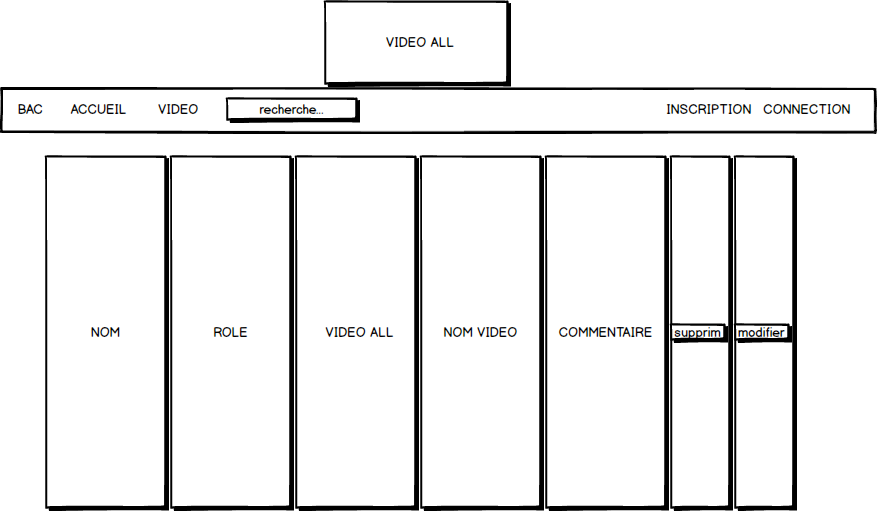 VIDEO ALL
BAC ACCUEIL VIDEO recherche... INSCRIPTION CONNECTION
NOM ROLE VIDEO ALL NOM VIDEO COMMENTAIRE supprim modifier